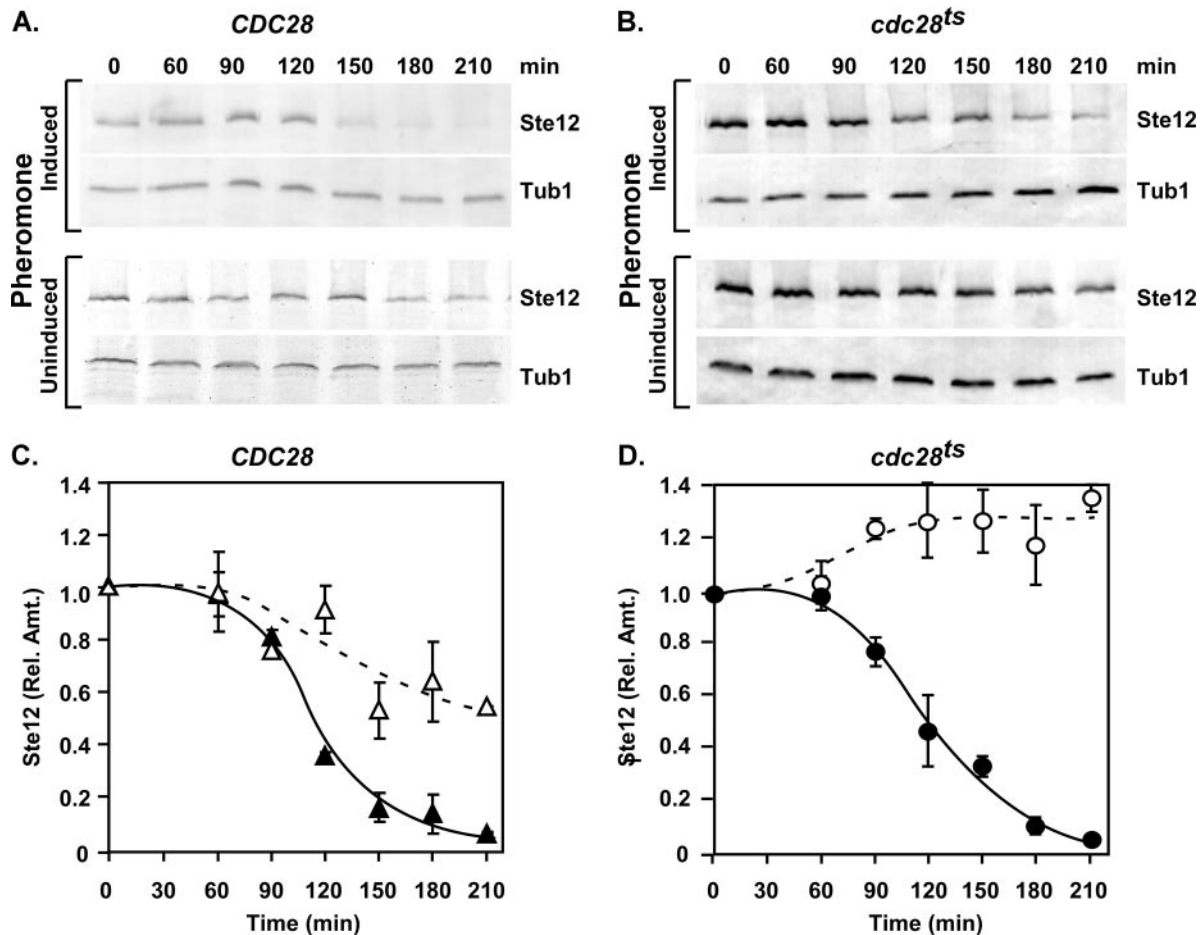 A. CDC28
0 60 90 120 150 180 210 min
Pheromone
Induced
Ste12
Tub1
Uninduced
Ste12
Tub1
B. cdc28ts
0 60 90 120 150 180 210 min
Pheromone
Induced
Ste12
Tub1
Uninduced
Ste12
Tub1
C. CDC28
Ste12 (Rel. Amt.)
1.4
1.2
1.0
0.8
0.6
0.4
0.2
0
0 30 60 90 120 150 180 210
Time (min)
D. cdc28ts
Ste12 (Rel. Amt.)
1.4
1.2
1.0
0.8
0.6
0.4
0.2
0
0 30 60 90 120 150 180 210
Time (min)